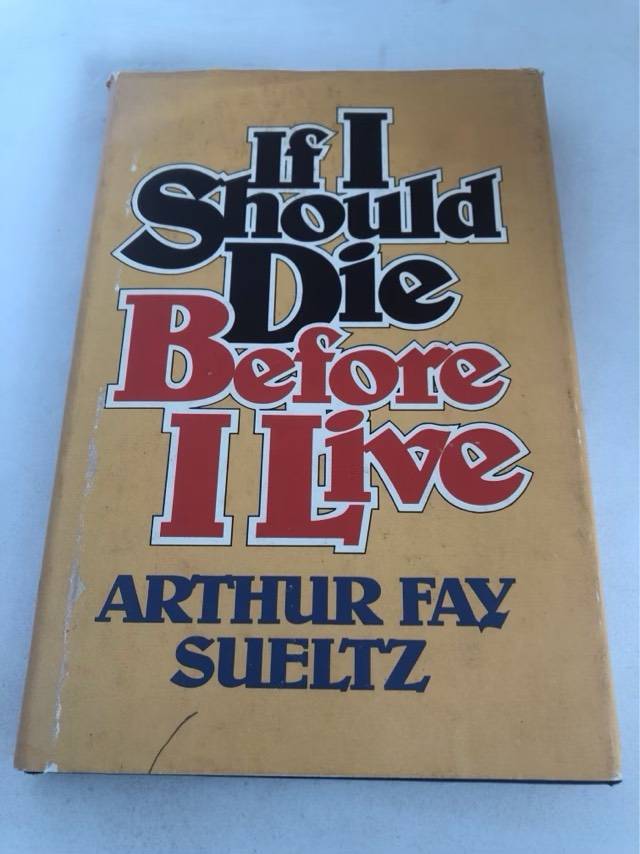 If I
Should
Die
Before
I Live
ARTHUR FAY
SUELTZ